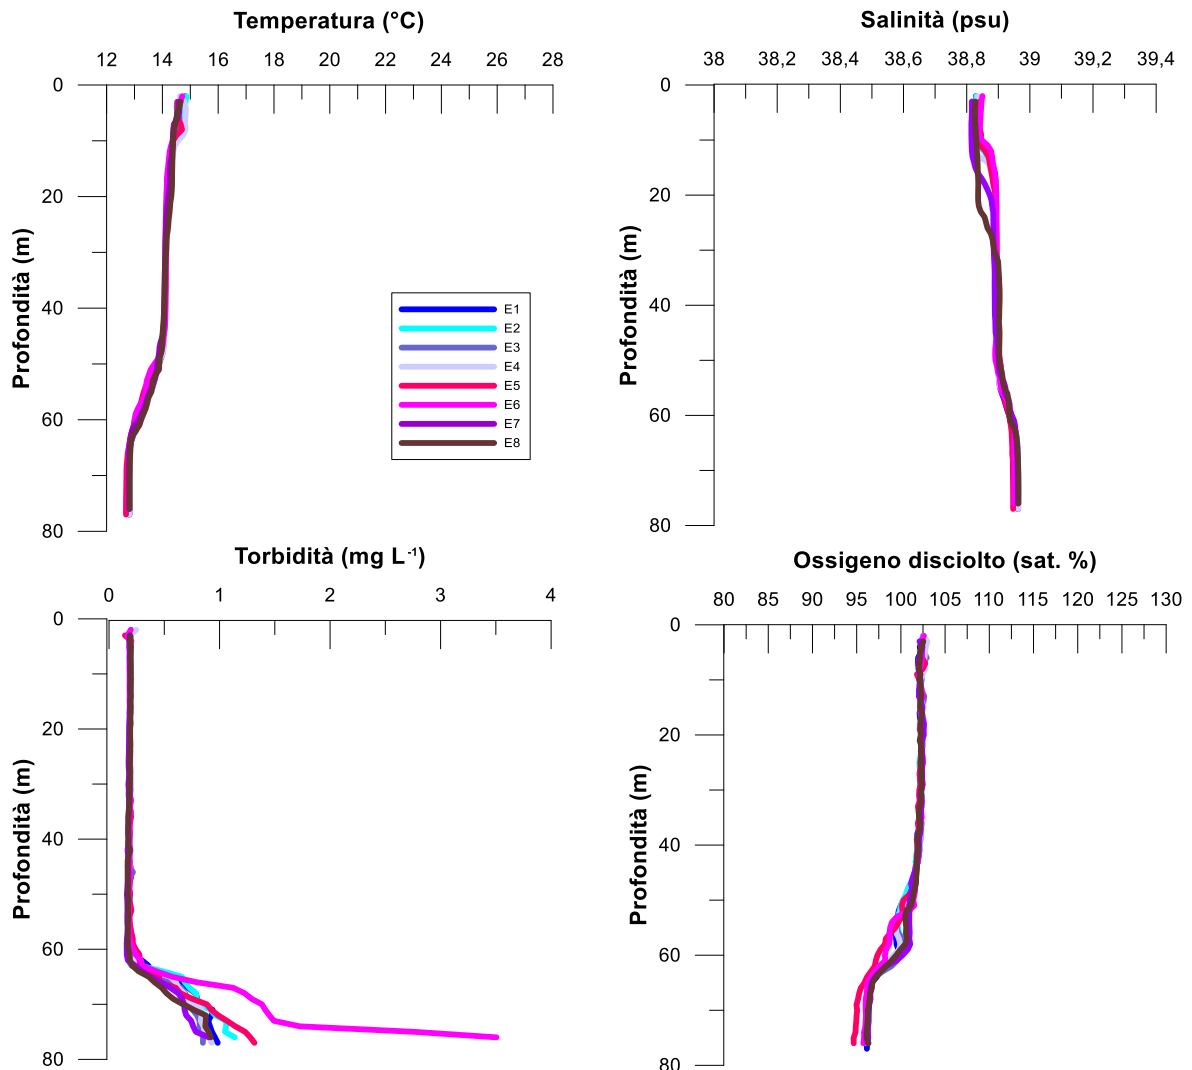 Temperatura (°C)
12 14 16 18 20 22 24 26 28
0
20
40
60
80
Profondità (m)
E1
E2
E3
E4
E5
E6
E7
E8
Salinità (psu)
38 38,2 38,4 38,6 38,8 39 39,2 39,4
0
20
40
60
80
Profondità (m)
Torbidità (mg L-1)
0 1 2 3 4
0
20
40
60
80
Profondità (m)
Ossigeno disciolto (sat. %)
80 85 90 95 100 105 110 115 120 125 130
0
20
40
60
80
Profondità (m)